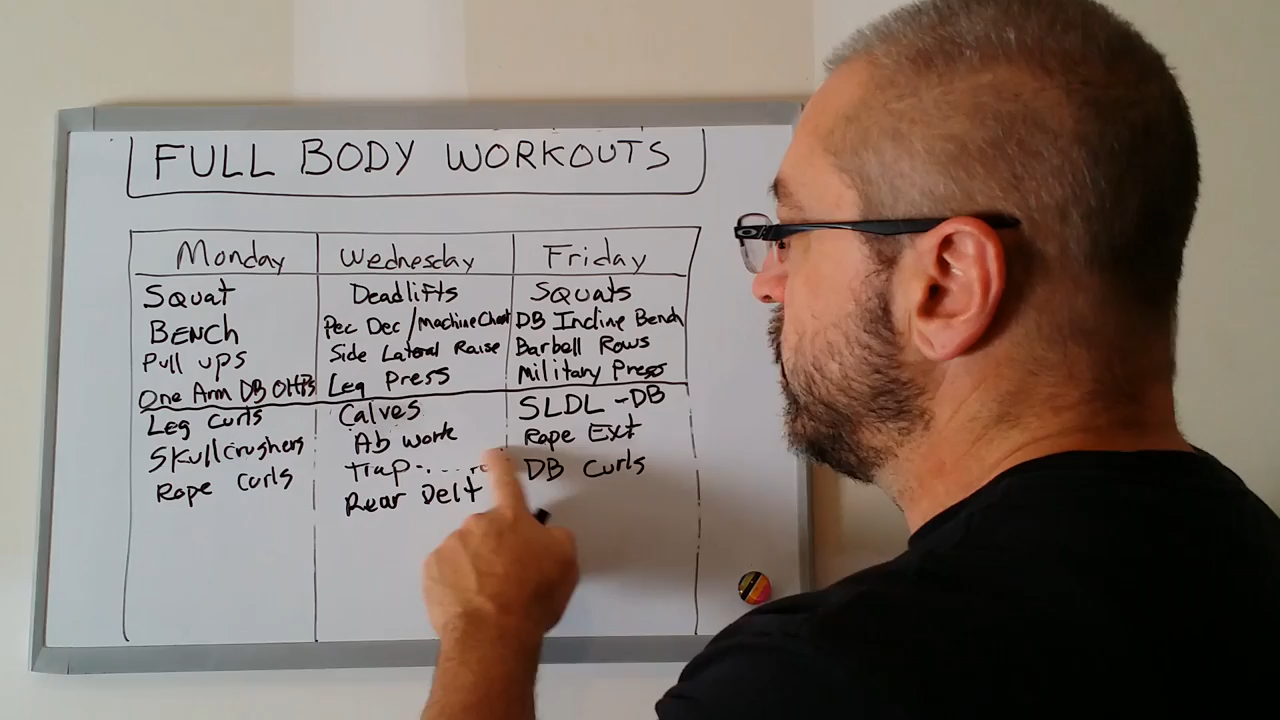 FULL BODY WORKOUTS
Monday
Squat
BENCH
Pull ups
One Arm DB OHPs
Leg Curls
Skullcrushers
Rope Curls
Wednesday
Deadlifts
Pec Dec / Machine Chest
Side Lateral Raise
Leg Press
Calves
Ab work
Trap
Rear Delt
Friday
Squats
DB Incline Bench
Barbell Rows
Military Press
SLDL -DB
Rope Ext
DB Curls